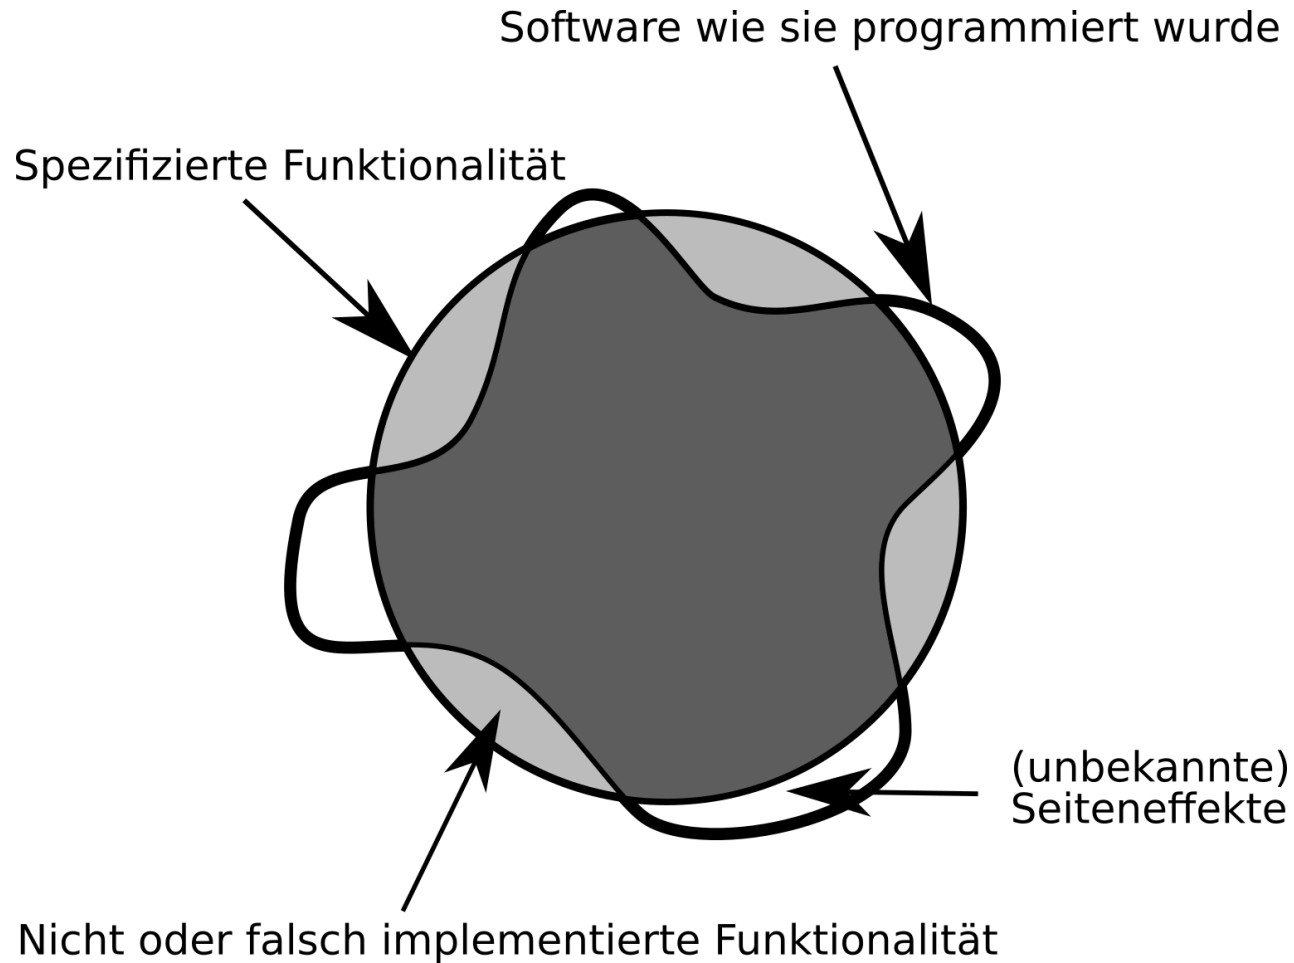 Software wie sie programmiert wurde
Spezifizierte Funktionalität
(unbekannte)
Seiteneffekte
Nicht oder falsch implementierte Funktionalität